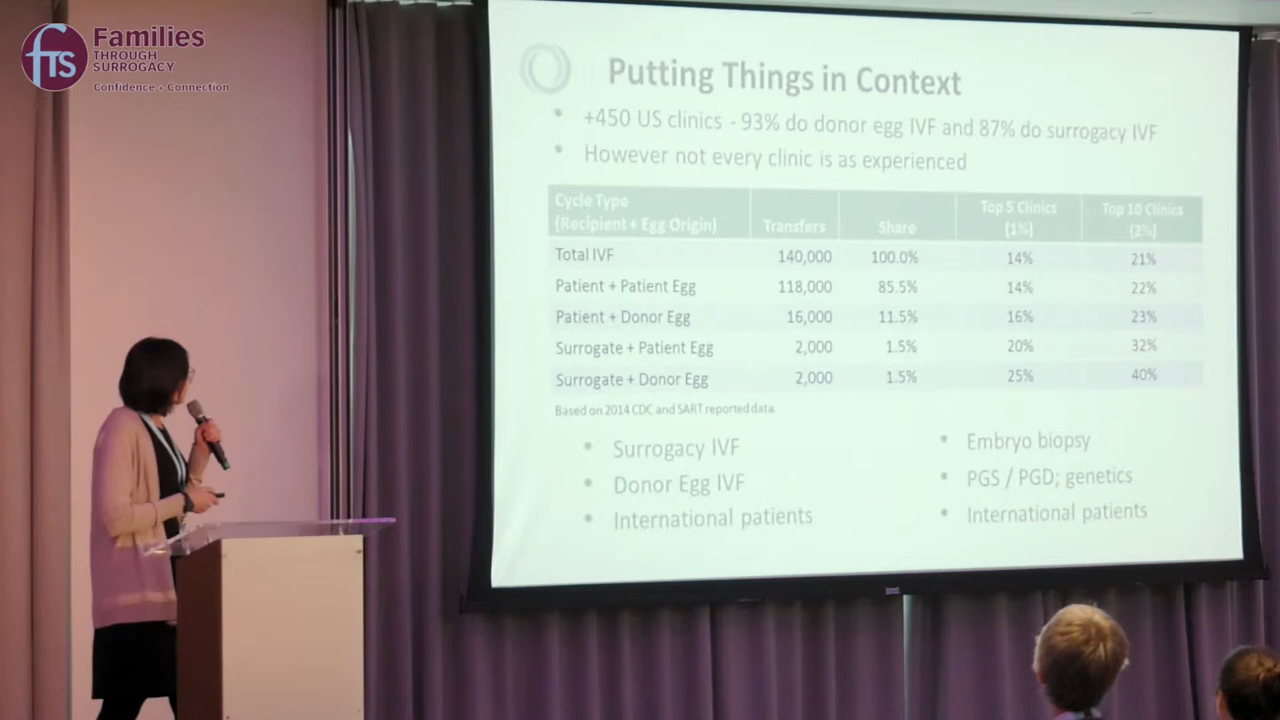 fTS
Families
THROUGH
SURROGACY
Confidence + Connection
Putting Things in Context
• +450 US clinics - 93% do donor egg IVF and 87% do surrogacy IVF
• However not every clinic is as experienced
Cycle Type
(Recipient + Egg Origin) Transfers Share Top 5 Clinics (1%) Top 10 Clinics (2%)
Total IVF 140,000 100.0% 14% 21%
Patient + Patient Egg 118,000 85.5% 14% 22%
Patient + Donor Egg 16,000 11.5% 16% 23%
Surrogate + Patient Egg 2,000 1.5% 20% 32%
Surrogate + Donor Egg 2,000 1.5% 25% 40%
Based on 2014 CDC and SART reported data.
• Surrogacy IVF
• Donor Egg IVF
• International patients
• Embryo biopsy
• PGS / PGD; genetics
• International patients